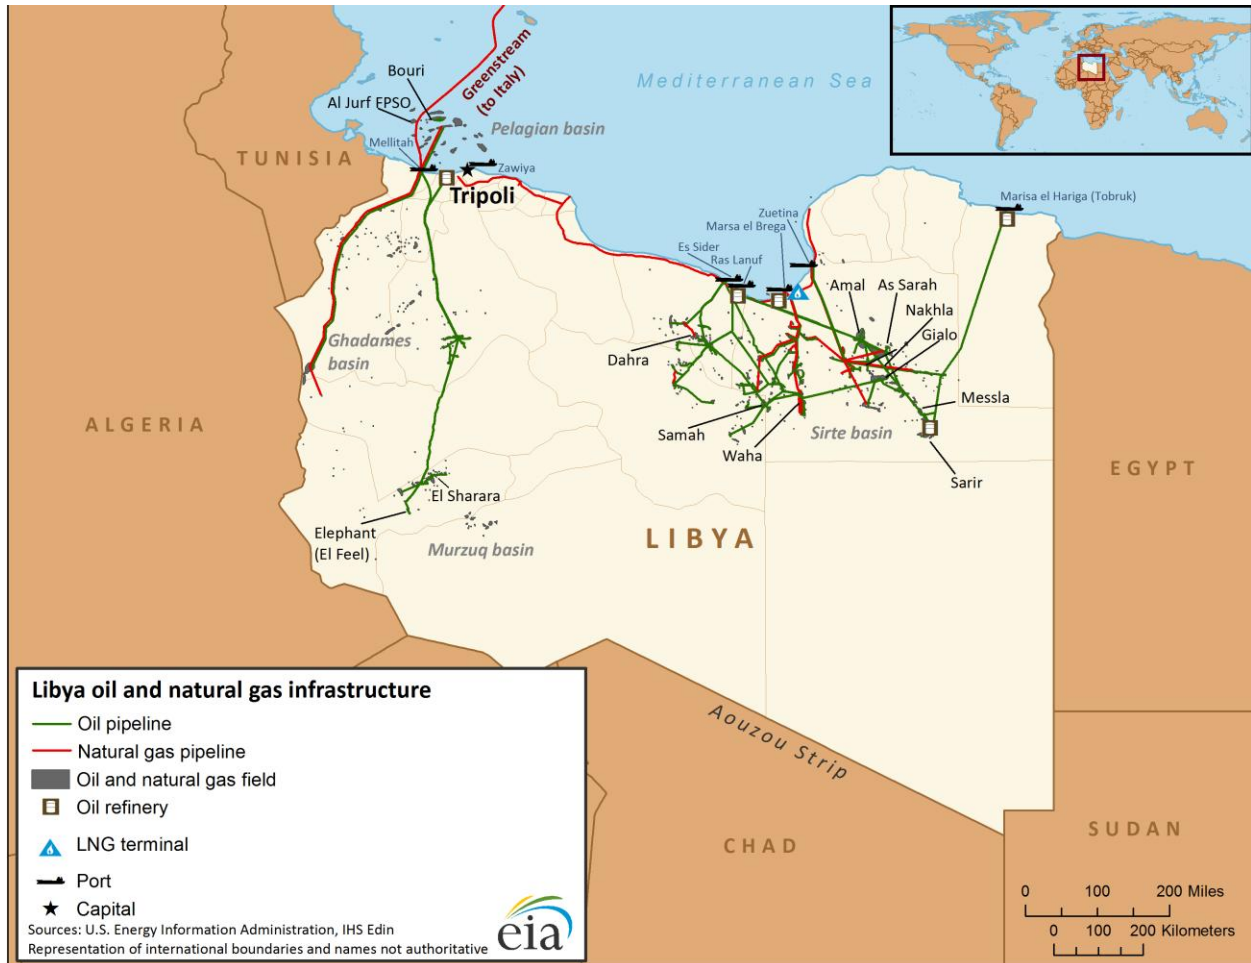 Mediterranean Sea
Greenstream
(to Italy)
Bouri
Al Jurf FPSO
Pelagian basin
TUNISIA
Mellitah
Zawiya
Tripoli
Marisa el Hariga (Tobruk)
Zuetina
Marsa el Brega
Es Sider
Ras Lanuf
Amal
As Sarah
Nakhla
Gialo
Ghadames
basin
Dahra
Messla
ALGERIA
Samah
Waha
Sirte basin
EGYPT
Sarir
El Sharara
Elephant
(El Feel)
Murzuq basin
LIBYA
Aouzou Strip
CHAD
SUDAN
Libya oil and natural gas infrastructure
Oil pipeline
Natural gas pipeline
Oil and natural gas field
Oil refinery
LNG terminal
Port
Capital
Sources: U.S. Energy Information Administration, IHS Edin
Representation of international boundaries and names not authoritative
eia
0 100 200 Miles
0 100 200 Kilometers